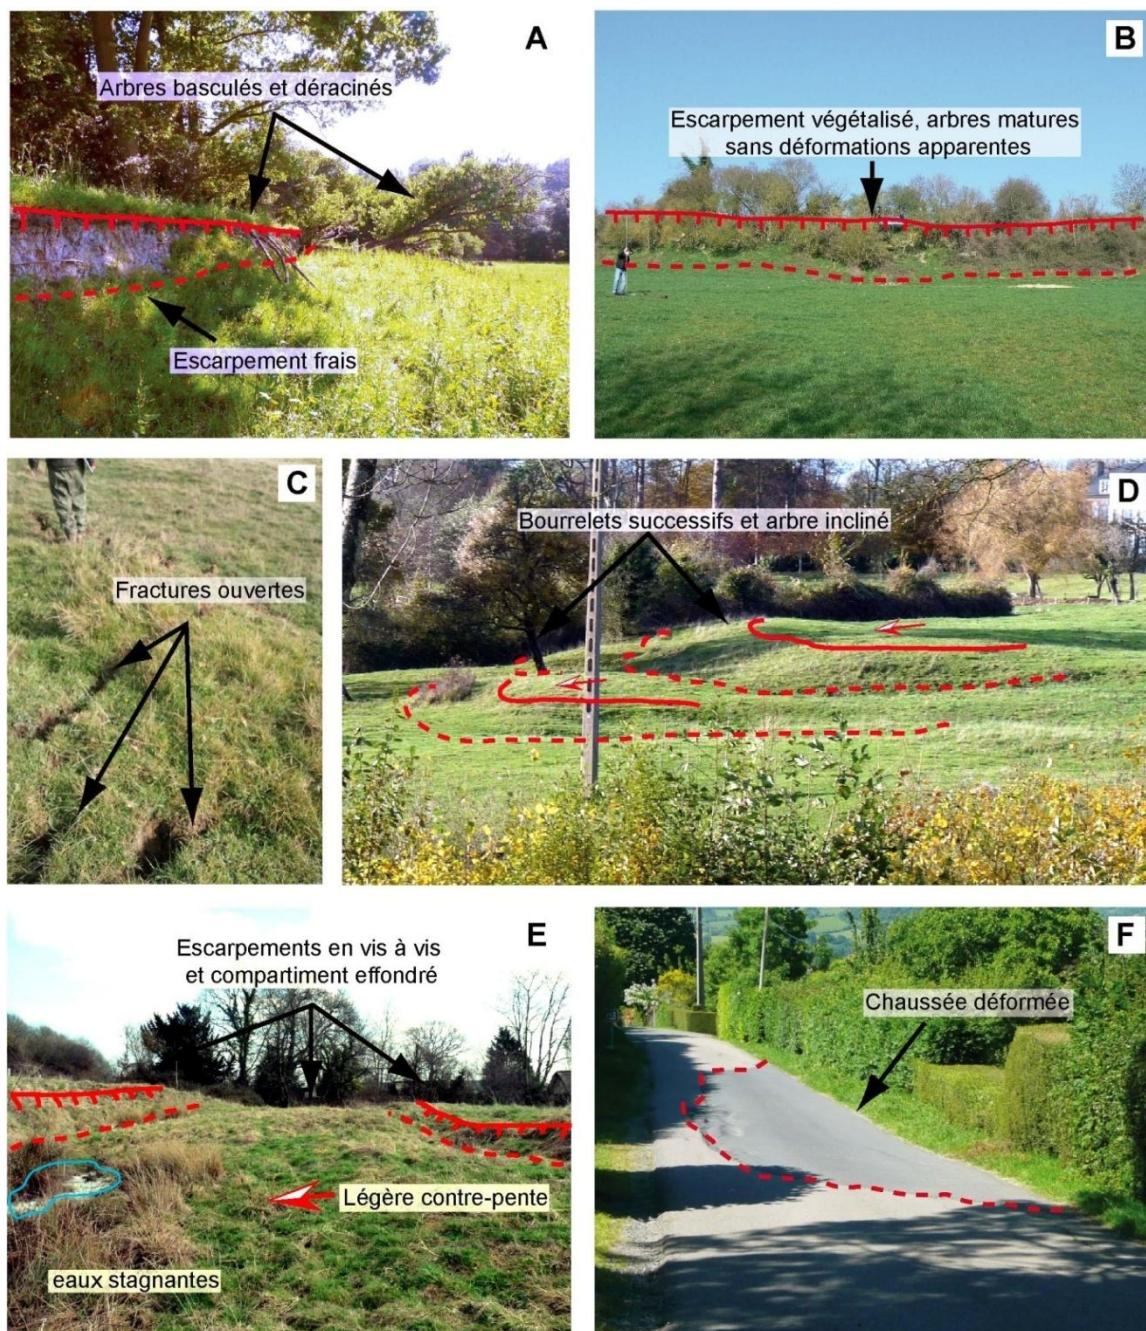 A
Arbres basculés et déracinés
Escarpement frais
B
Escarpement végétalisé, arbres matures
sans déformations apparentes
C
Fractures ouvertes
D
Bourrelets successifs et arbre incliné
E
Escarpements en vis à vis
et compartiment effondré
Légère contre-pente
eaux stagnantes
F
Chaussée déformée